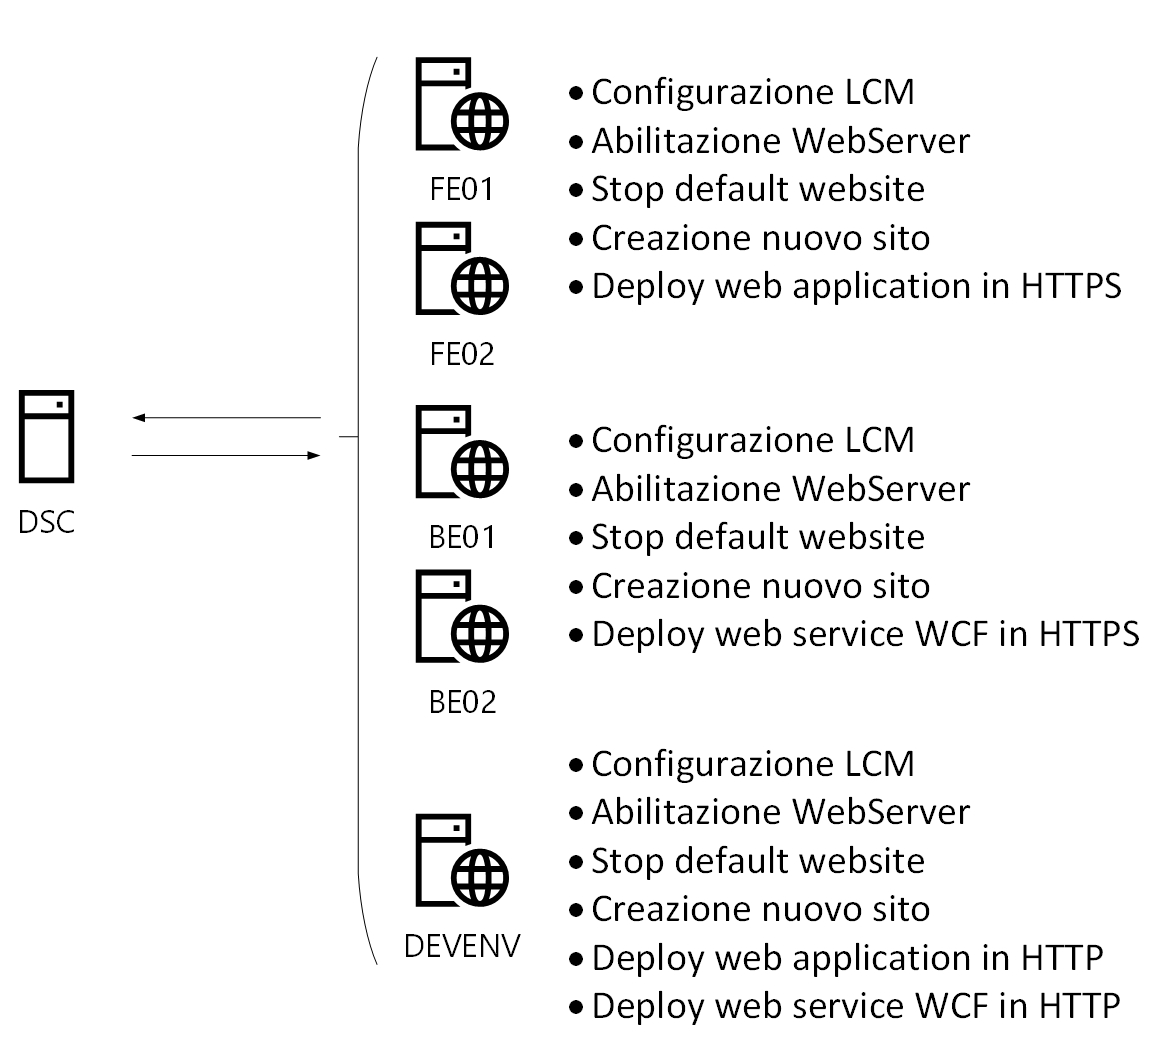 FE01
• Configurazione LCM
• Abilitazione WebServer
• Stop default website
• Creazione nuovo sito
• Deploy web application in HTTPS
FE02
DSC
BE01
• Configurazione LCM
• Abilitazione WebServer
• Stop default website
• Creazione nuovo sito
• Deploy web service WCF in HTTPS
BE02
DEVENV
• Configurazione LCM
• Abilitazione WebServer
• Stop default website
• Creazione nuovo sito
• Deploy web application in HTTP
• Deploy web service WCF in HTTP